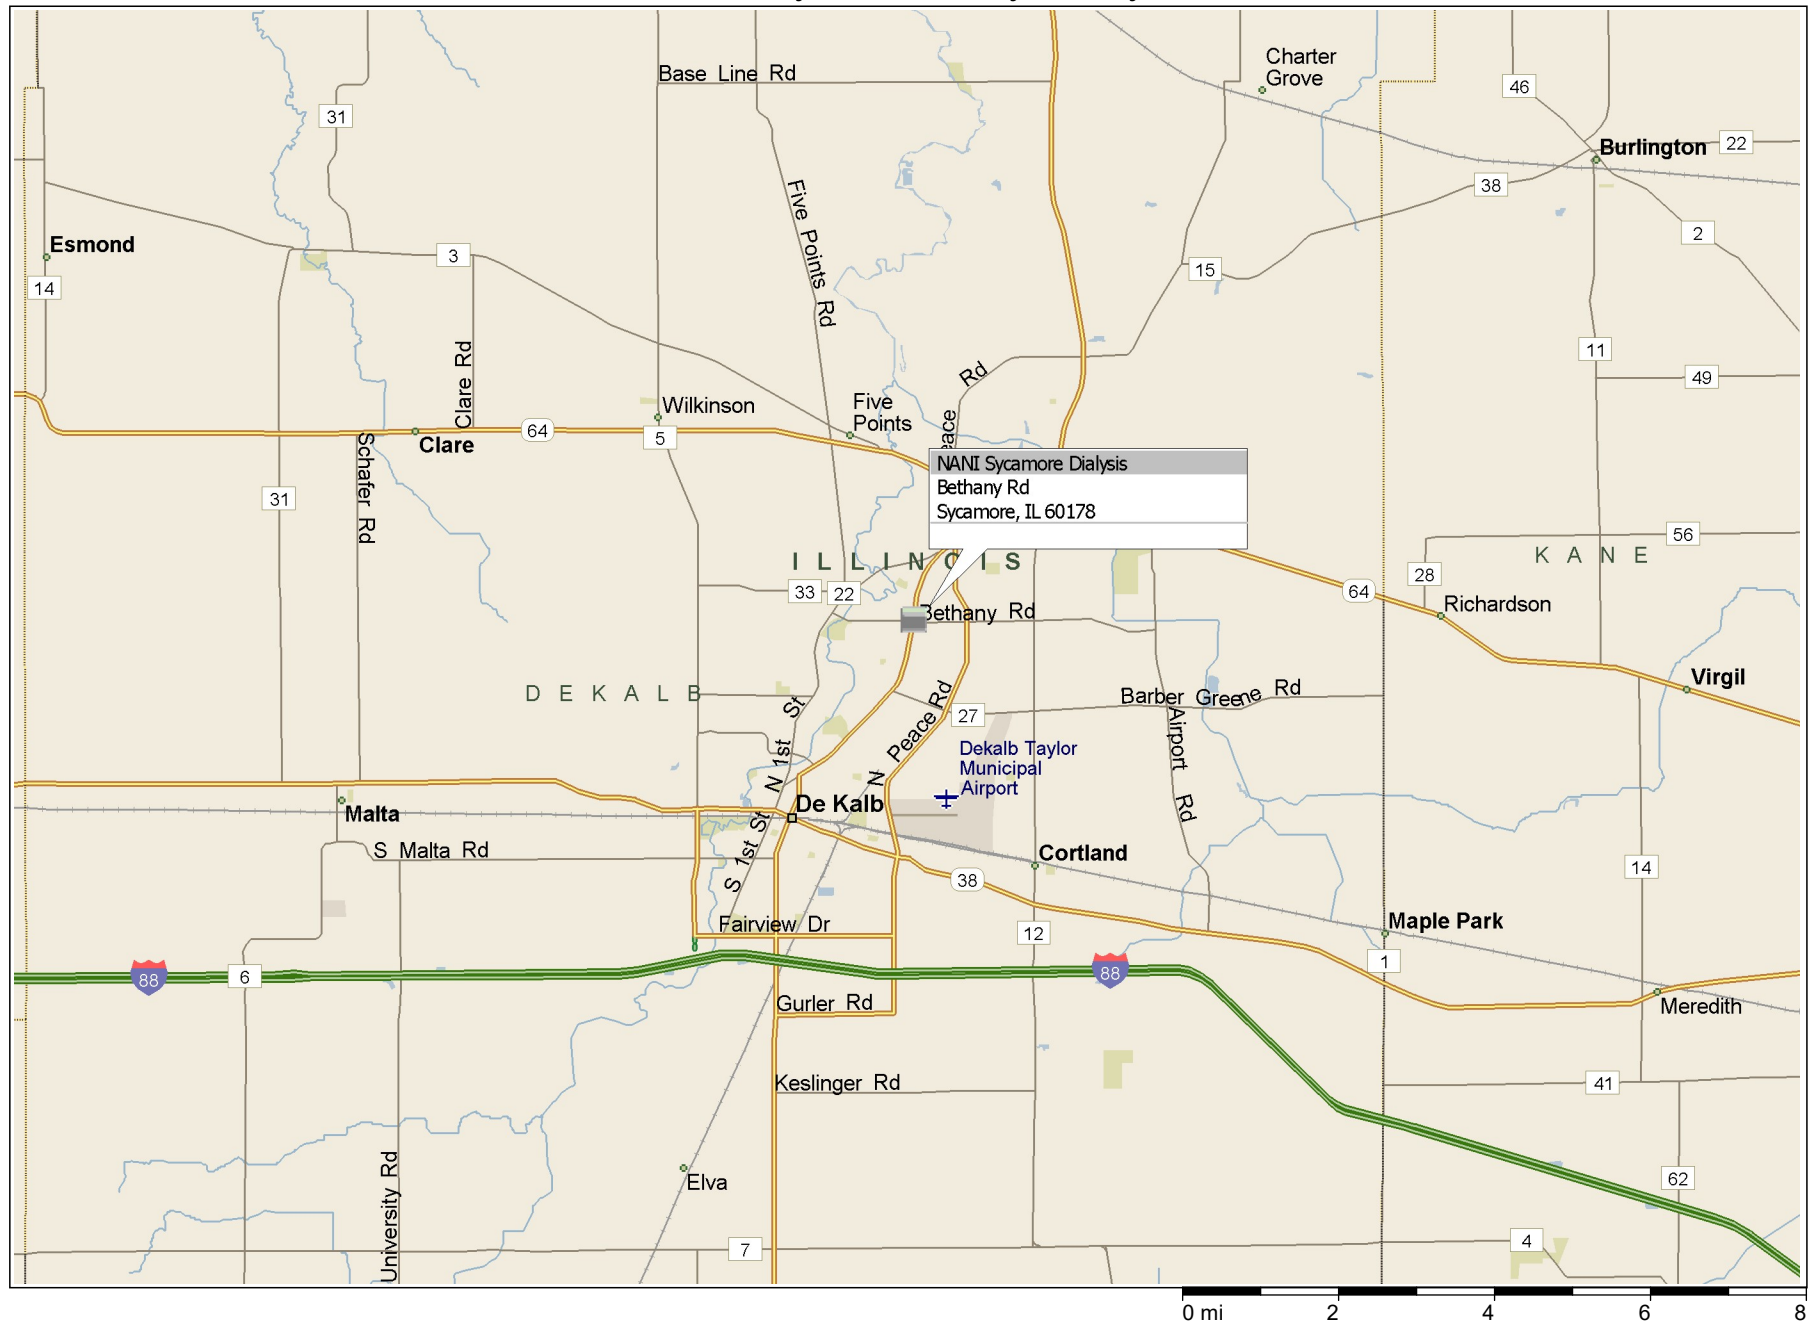 Charter
Grove
Base Line Rd
46
31
Burlington
22
38
Five Points Rd
2
Esmond
3
15
14
11
Clare Rd
Rd
49
Wilkinson
Five
Points
64
5
Clare
Schafer Rd
NANI Sycamore Dialysis
Bethany Rd
Sycamore, IL 60178
31
56
KANE
ILLINOIS
28
33
22
64
Richardson
Bethany Rd
Virgil
DEKALB
Barber Greene Rd
N 1st St
N Peace Rd
27
Airport Rd
Dekalb Taylor
Municipal
Airport
De Kalb
Malta
S 1st St
S Malta Rd
Cortland
14
38
Fairview Dr
12
Maple Park
88
6
88
1
Gurler Rd
Meredith
Keslinger Rd
41
University Rd
Elva
62
7
4
0 mi 2 4 6 8